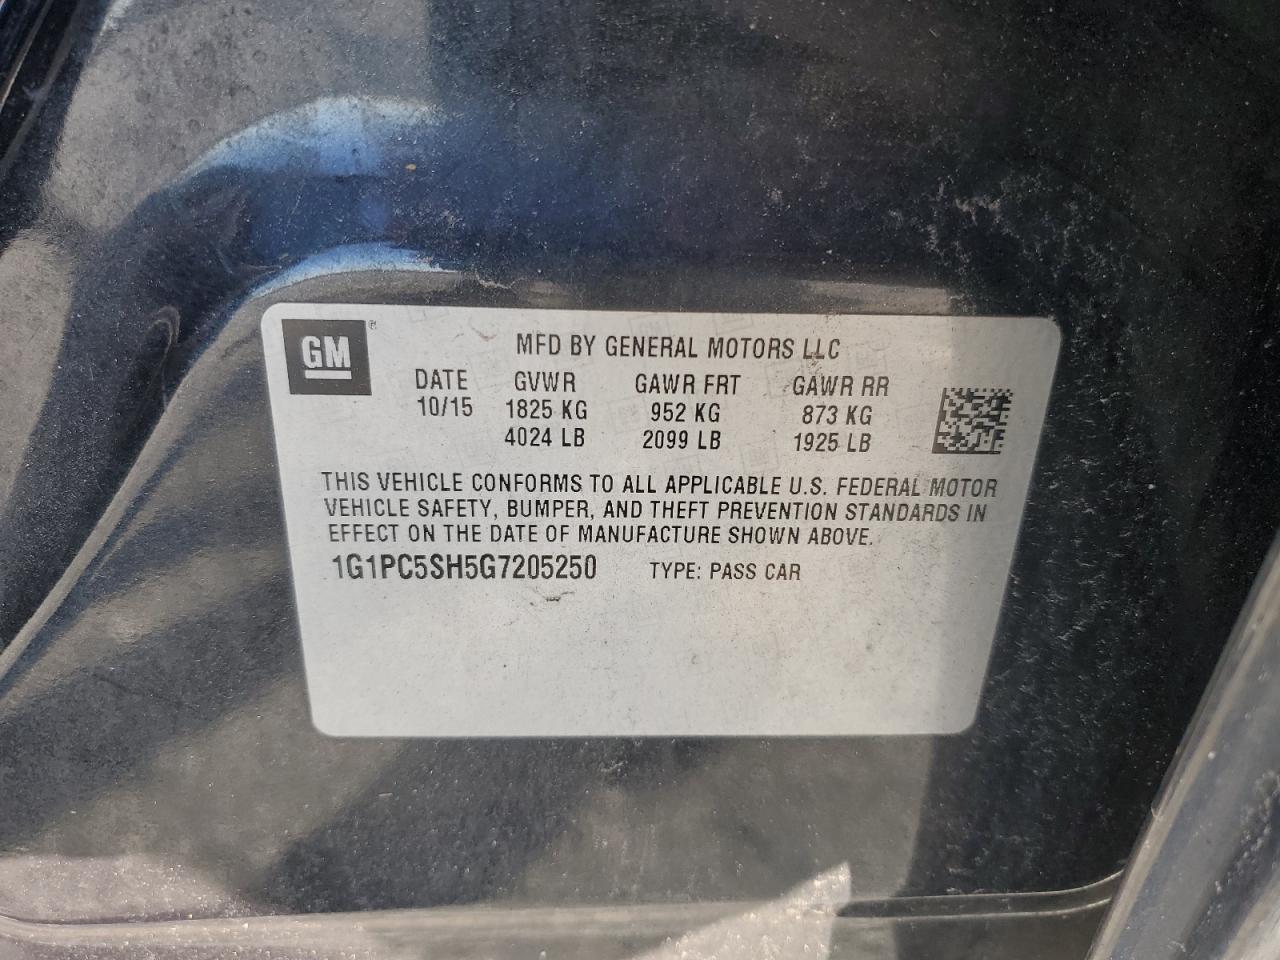 GM®
MFD BY GENERAL MOTORS LLC
DATE GVWR GAWR FRT GAWR RR
10/15 1825 KG 952 KG 873 KG
4024 LB 2099 LB 1925 LB
THIS VEHICLE CONFORMS TO ALL APPLICABLE U.S. FEDERAL MOTOR
VEHICLE SAFETY, BUMPER, AND THEFT PREVENTION STANDARDS IN
EFFECT ON THE DATE OF MANUFACTURE SHOWN ABOVE.
1G1PC5SH5G7205250 TYPE: PASS CAR